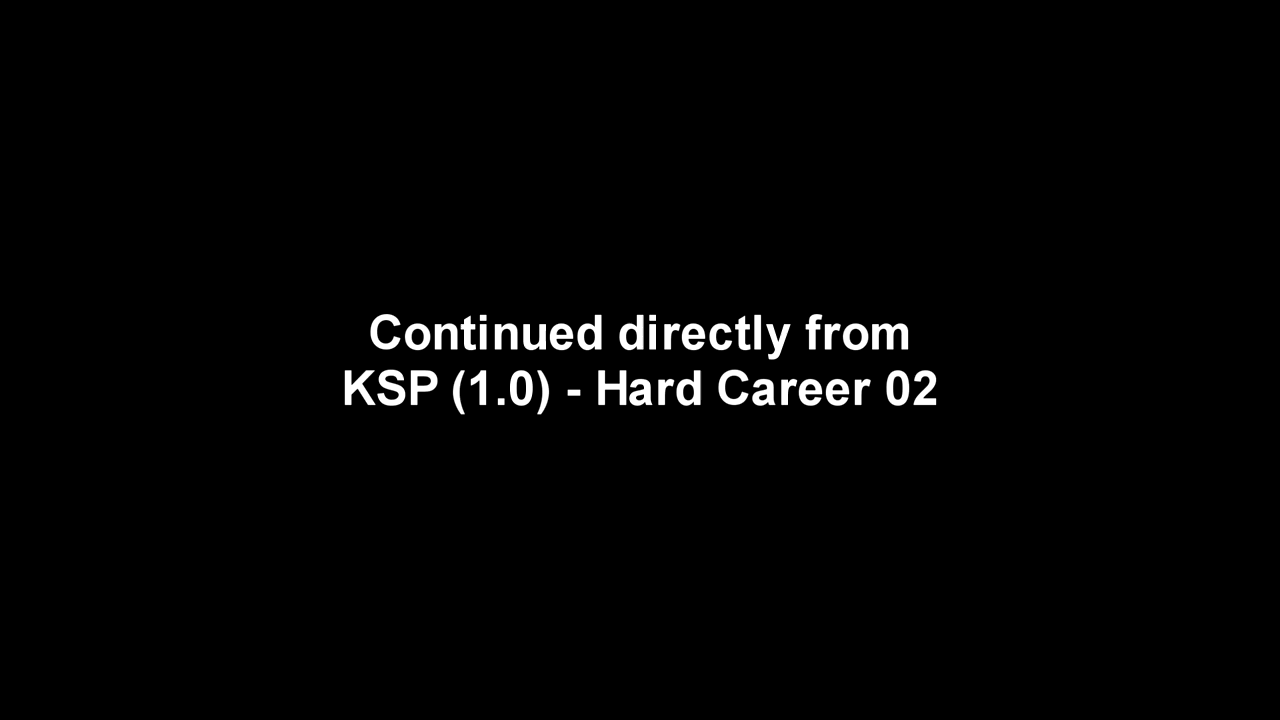 Continued directly from
KSP (1.0) - Hard Career 02